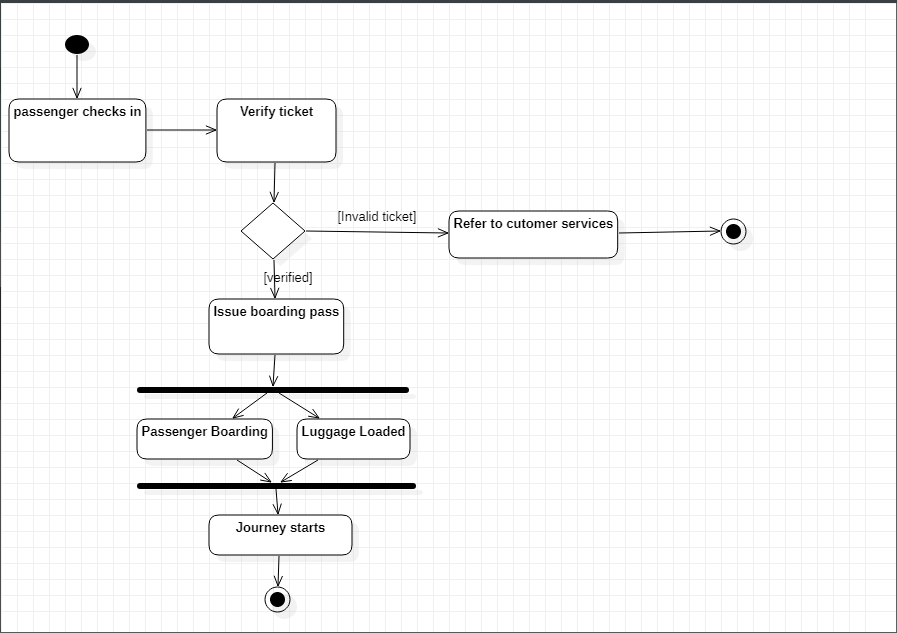 passenger checks in
Verify ticket
[Invalid ticket]
Refer to cutomer services
[verified]
Issue boarding pass
Passenger Boarding
Luggage Loaded
Journey starts